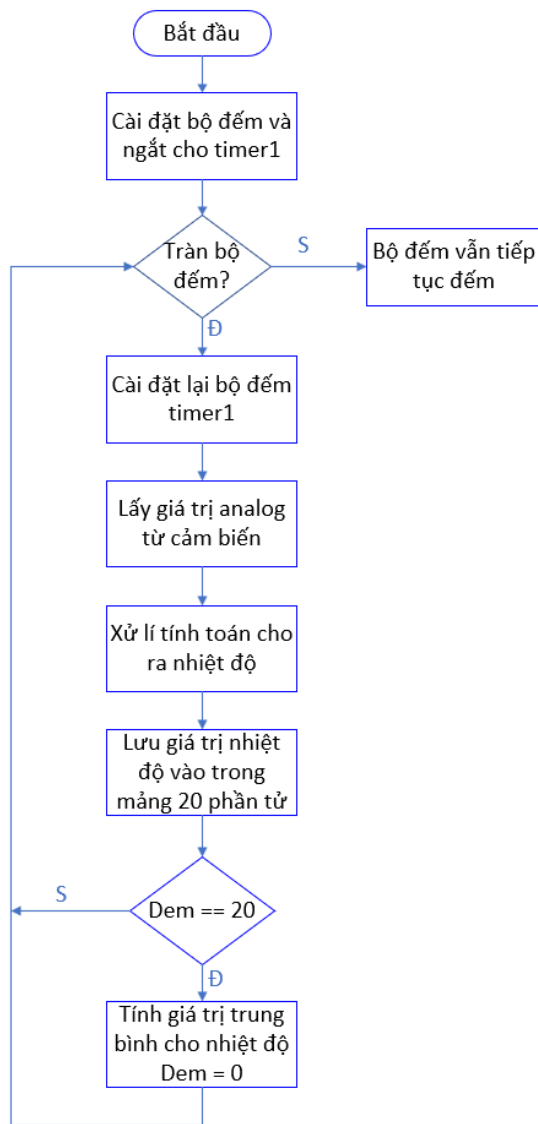 Bắt đầu
Cài đặt bộ đếm và
ngắt cho timer1
Tràn bộ
đếm?
S
Bộ đếm vẫn tiếp
tục đếm
Đ
Cài đặt lại bộ đếm
timer1
Lấy giá trị analog
từ cảm biến
Xử lí tính toán cho
ra nhiệt độ
Lưu giá trị nhiệt
độ vào trong
mảng 20 phần tử
S
Dem == 20
Đ
Tính giá trị trung
bình cho nhiệt độ
Dem = 0